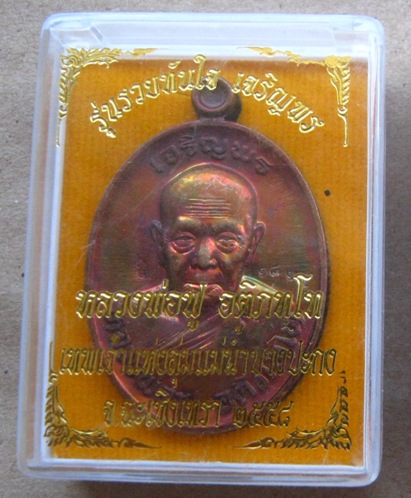 รุ่นรวยทันใจ เจริญพร
เจริญพร
หลวงพ่อฟู อติภทฺโท
เทพเจ้าแห่งลุ่มแม่น้ำบางปะกง
จ.ฉะเชิงเทรา ๒๕๕๘